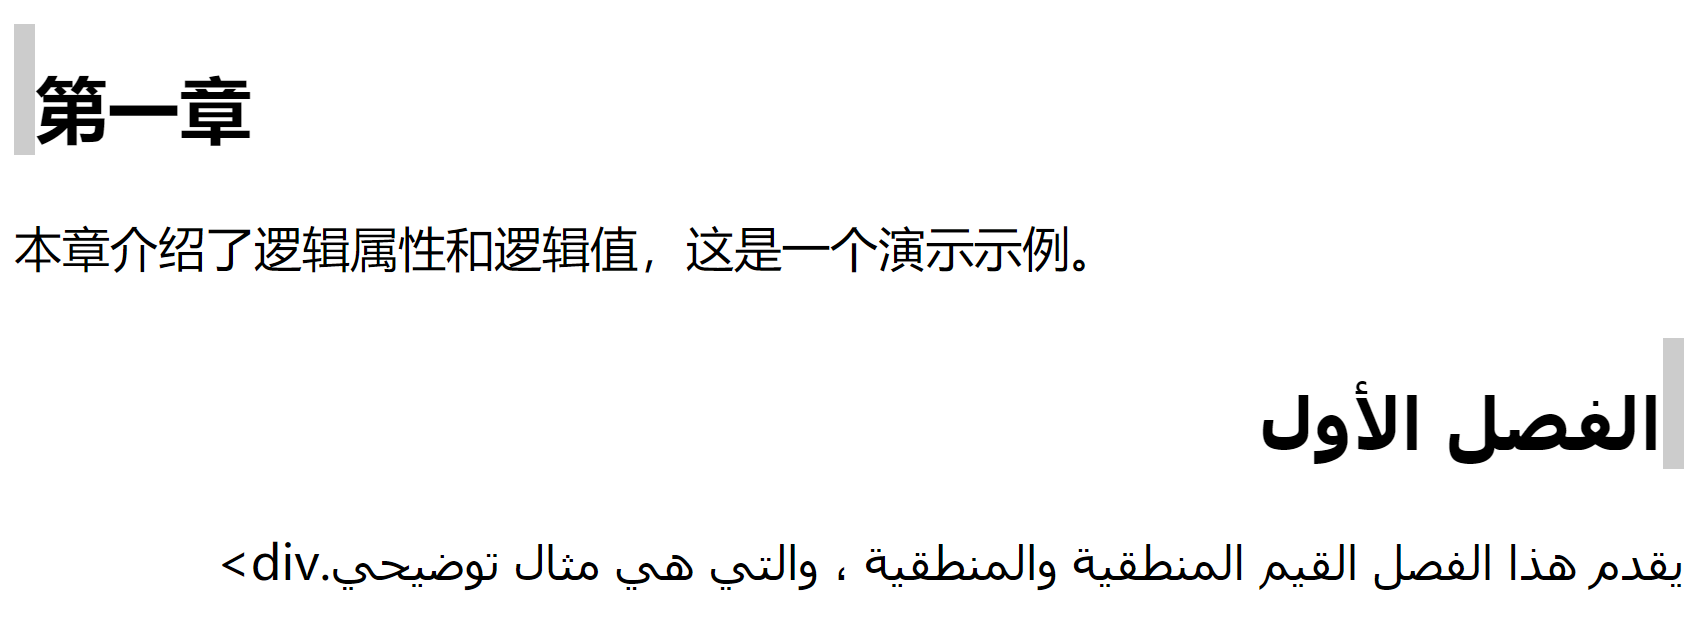 第一章
本章介绍了逻辑属性和逻辑值，这是一个演示示例。
الفصل الأول
يقدم هذا الفصل القيم المنطقية والمنطقية ، والتي هي مثال توضيحي.div>